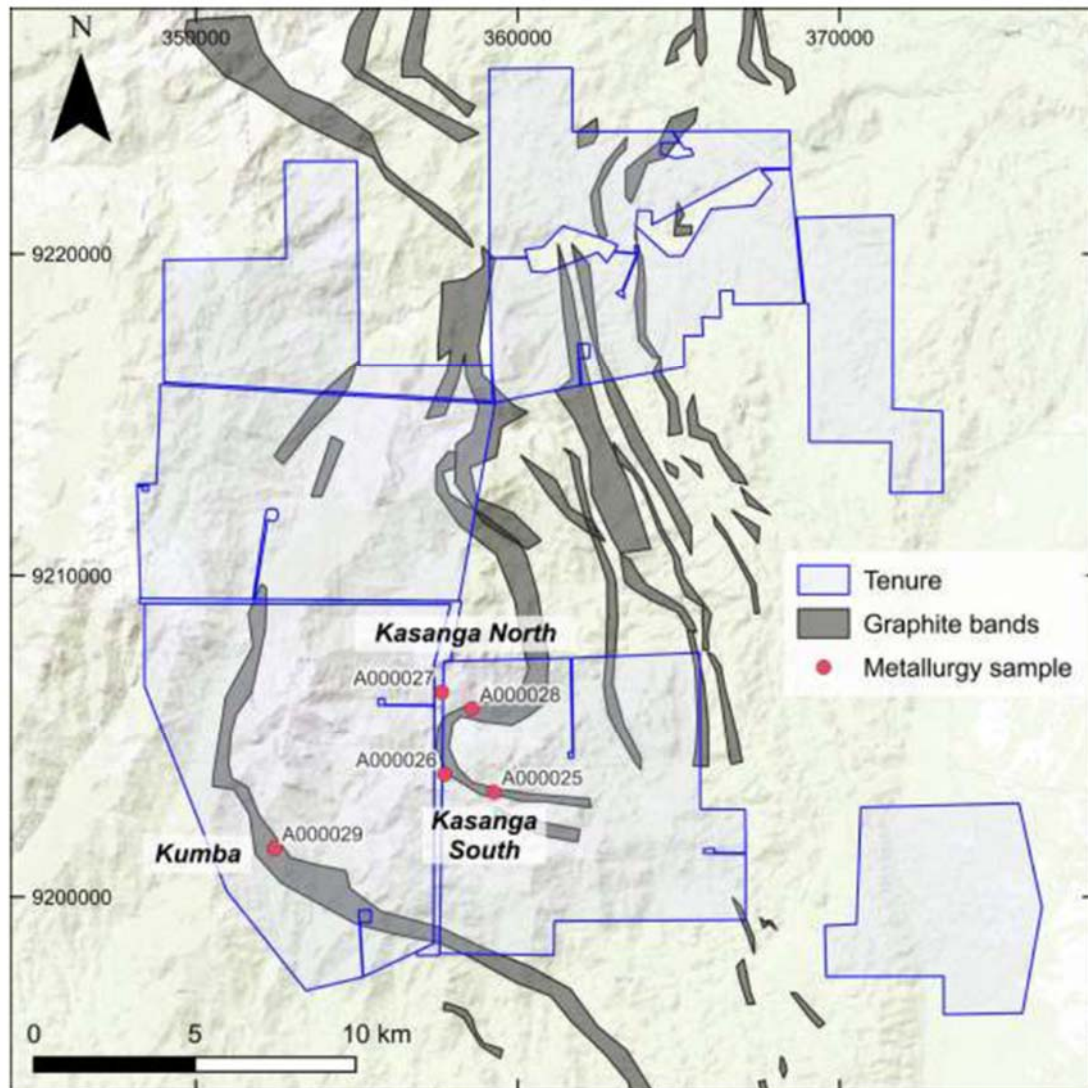 N
350000
360000
370000
9220000
9210000
Tenure
Graphite bands
Metallurgy sample
Kasanga North
A000027
A000028
A000026
A000025
Kasanga
South
A000029
Kumba
9200000
0
5
10 km